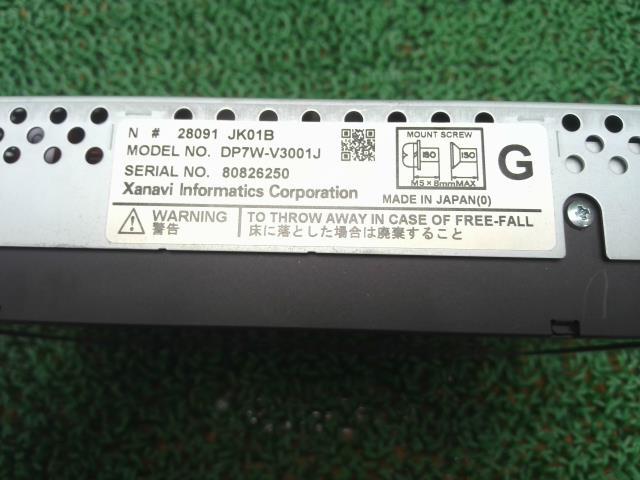 N # 28091 JK01B
MODEL NO. DP7W-V3001J
SERIAL NO. 80826250
Xanavi Informatics Corporation
MOUNT SCREW
ISO ISO
M5×8mmMAX
G
MADE IN JAPAN(0)
WARNING
警告
TO THROW AWAY IN CASE OF FREE-FALL
床に落とした場合は廃棄すること